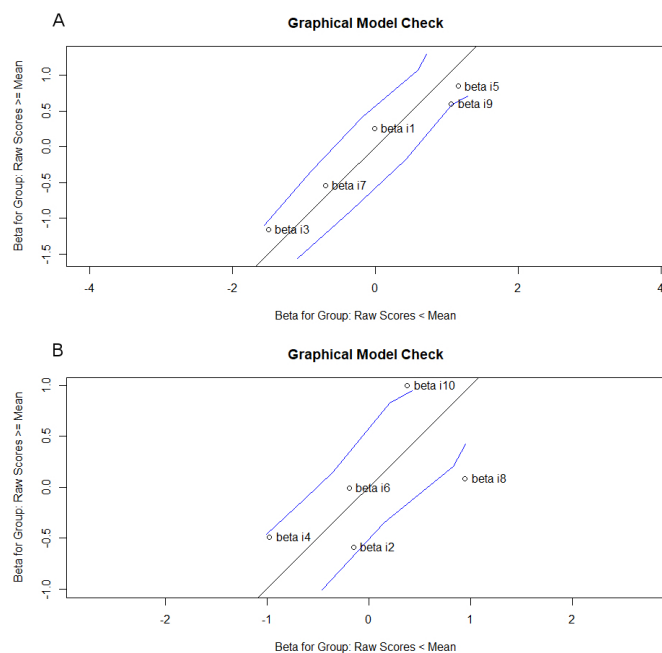 A
Graphical Model Check
Beta for Group: Raw Scores >= Mean
1.0
0.5
0.0
-0.5
-1.0
-1.5
beta i5
beta i9
beta i1
beta i7
beta i3
-4
-2
0
2
4
Beta for Group: Raw Scores < Mean
B
Graphical Model Check
Beta for Group: Raw Scores >= Mean
1.0
0.5
0.0
-0.5
-1.0
beta i10
beta i8
beta i6
beta i4
beta i2
-2
-1
0
1
2
Beta for Group: Raw Scores < Mean